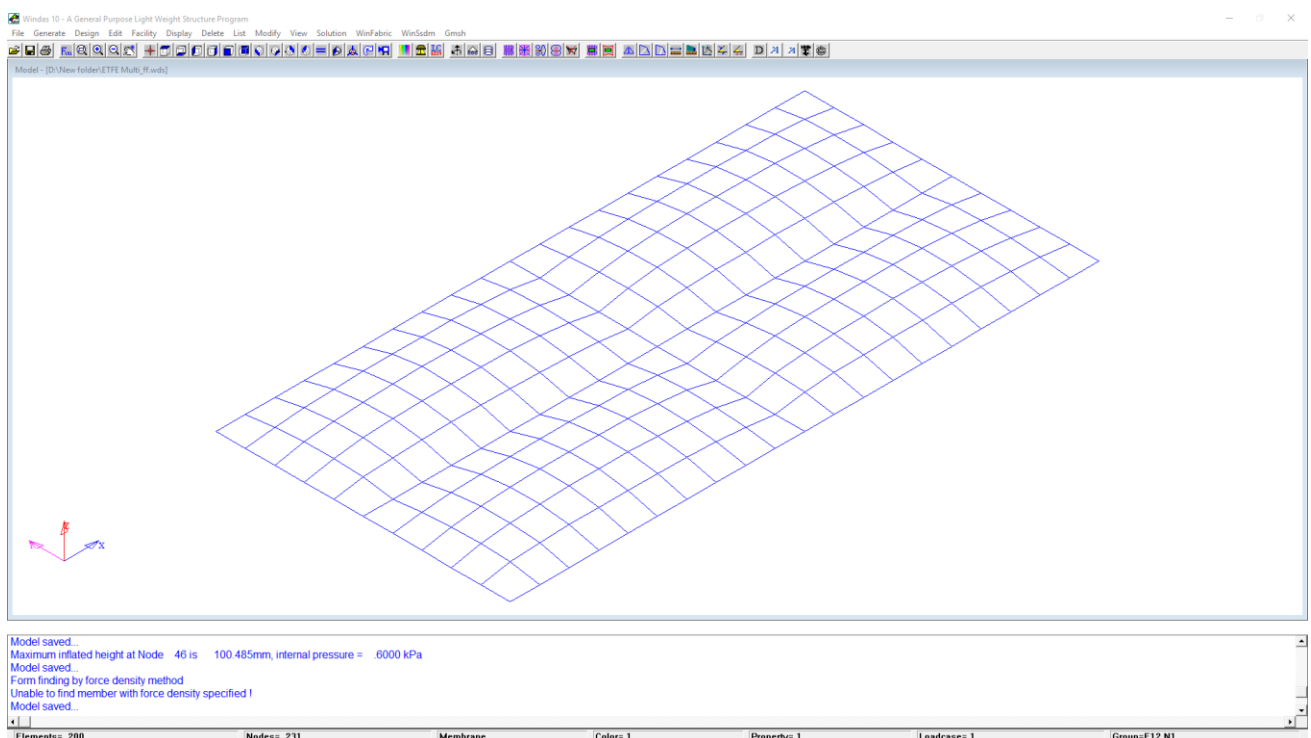 Windas 10 - A General Purpose Light Weight Structure Program
File Generate Design Edit Facility Display Delete List Modify View Solution WinFabric WinSsdm Gmsh
Model - [D:\New folder\ETFE Multi_ff.wds]
X
Model saved...
Maximum inflated height at Node 46 is 100.485mm, internal pressure = .6000 kPa
Model saved...
Form finding by force density method
Unable to find member with force density specified !
Model saved...
Elements= 200 Nodes= 231 Membrane Color= 1 Property= 1 Loadcase= 1 Group=F12 N1